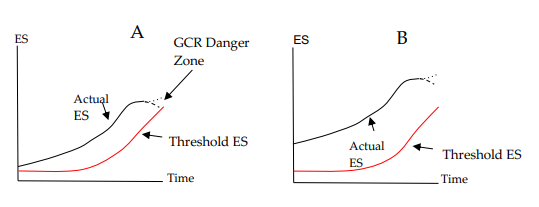 A
ES
GCR Danger
Zone
Actual
ES
Threshold ES
Time
B
ES
Actual
ES
Threshold ES
Time